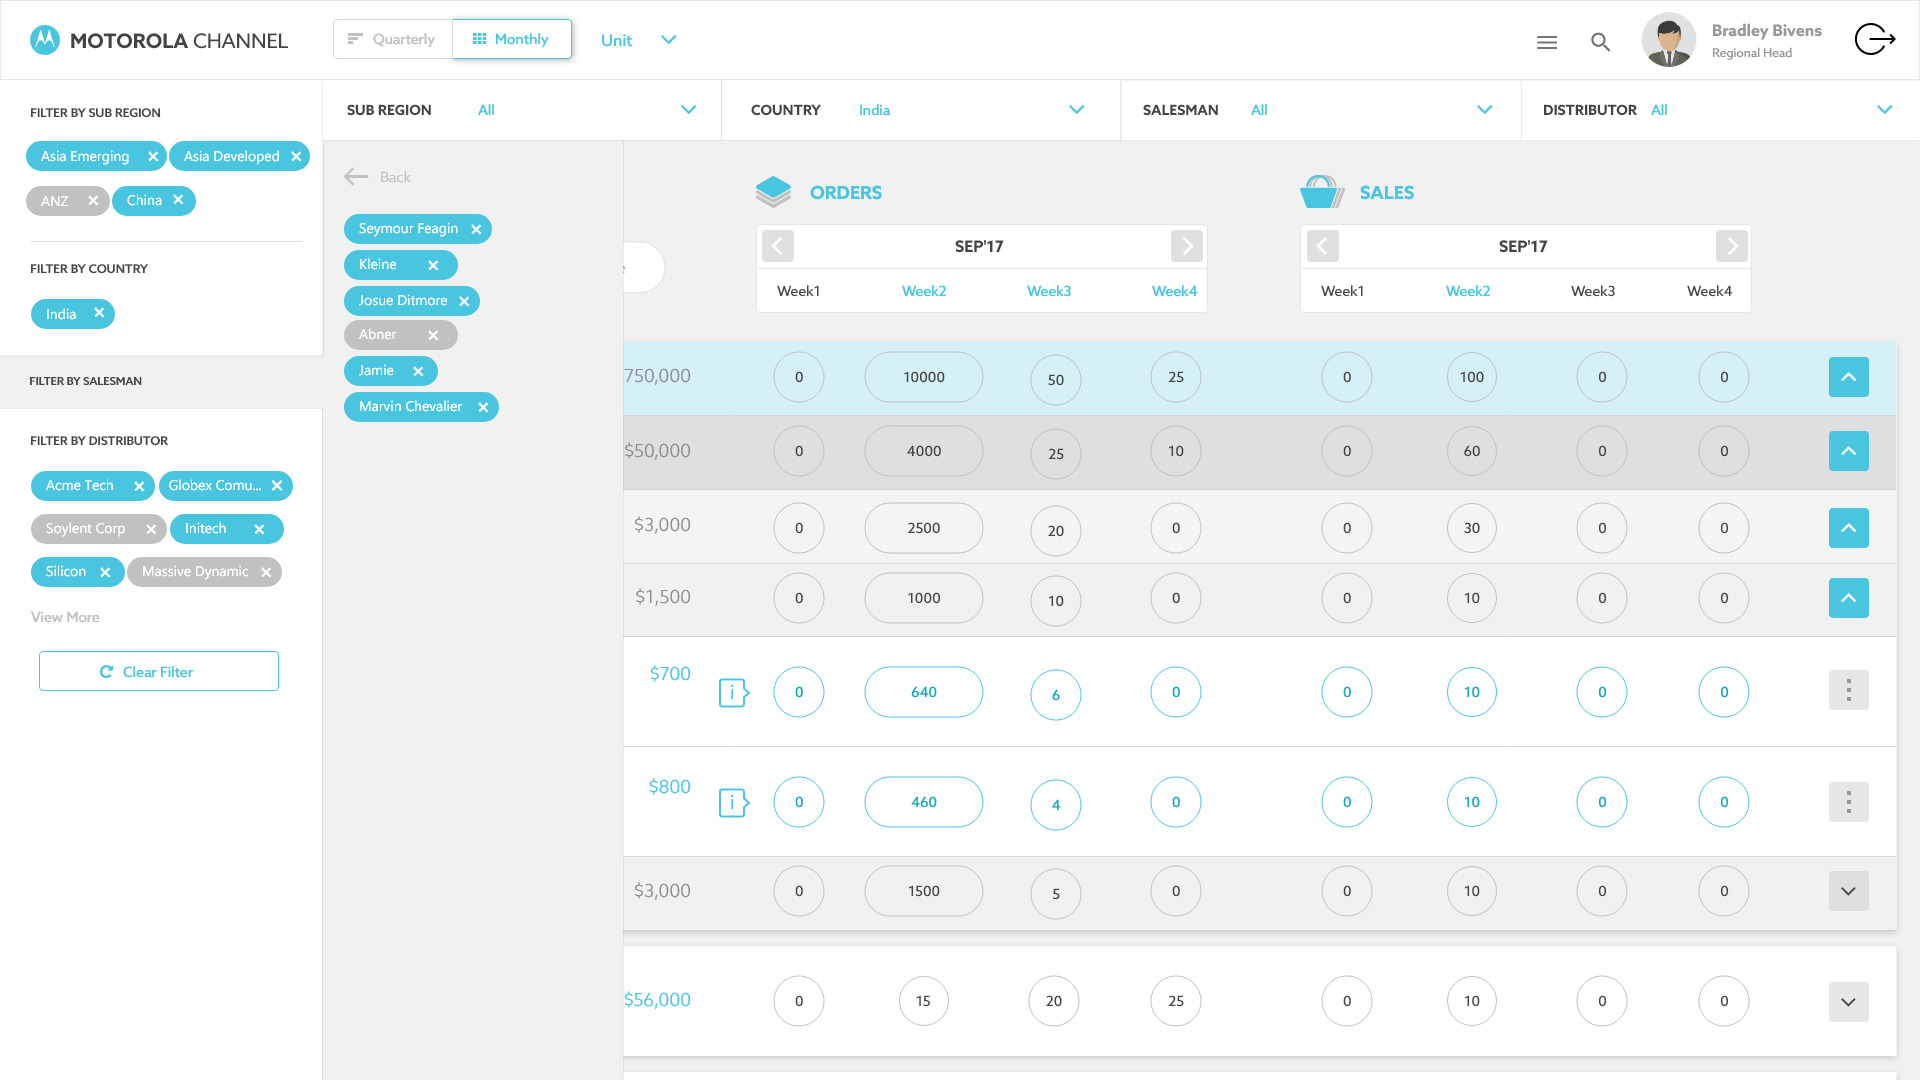 MOTOROLA CHANNEL
Quarterly
Monthly
Unit
Bradley Bivens
Regional Head
SUB REGION All
COUNTRY India
SALESMAN All
DISTRIBUTOR All
FILTER BY SUB REGION
Asia Emerging
Asia Developed
ANZ
China
FILTER BY COUNTRY
India
FILTER BY SALESMAN
FILTER BY DISTRIBUTOR
Acme Tech
Globex Comu...
Soylent Corp
Initech
Silicon
Massive Dynamic
View More
Clear Filter
Back
Seymour Feagin
Kleine
Josue Ditmore
Abner
Jamie
Marvin Chevalier
ORDERS
SEP'17
Week1 Week2 Week3 Week4
SALES
SEP'17
Week1 Week2 Week3 Week4
750,000 0 10000 50 25 0 100 0 0
$50,000 0 4000 25 10 0 60 0 0
$3,000 0 2500 20 0 0 30 0 0
$1,500 0 1000 10 0 0 10 0 0
$700 i 0 640 6 0 0 10 0 0
$800 i 0 460 4 0 0 10 0 0
$3,000 0 1500 5 0 0 10 0 0
$56,000 0 15 20 25 0 10 0 0